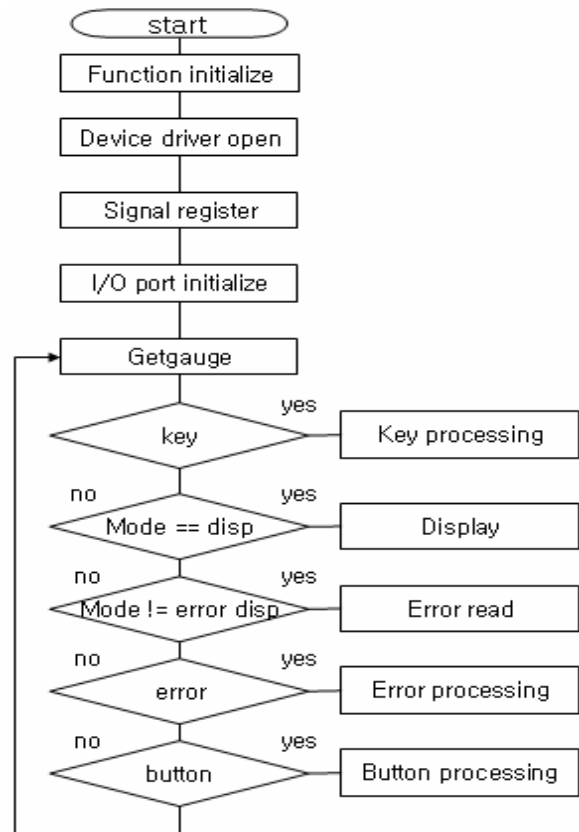 start
Function initialize
Device driver open
Signal register
I/O port initialize
Getgauge
yes
key
Key processing
no
yes
Mode == disp
Display
no
yes
Mode != error disp
Error read
no
yes
error
Error processing
no
yes
button
Button processing